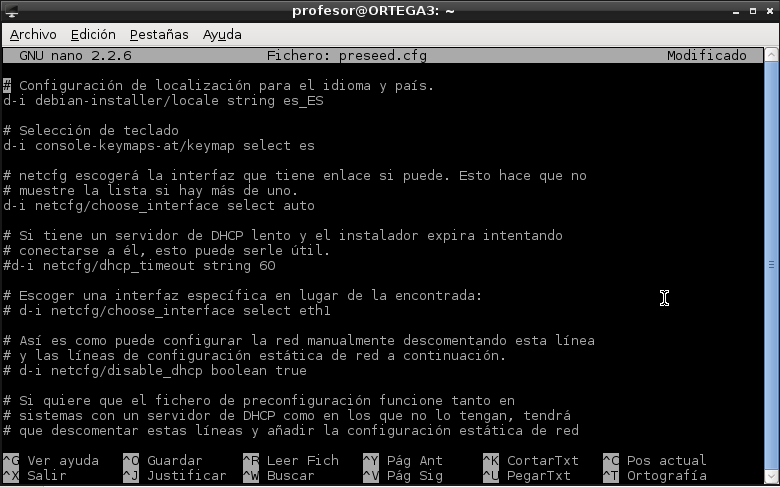 profesor@ORTEGA3: ~
Archivo Edición Pestañas Ayuda
GNU nano 2.2.6 Fichero: preseed.cfg Modificado
# Configuración de localización para el idioma y país.
d-i debian-installer/locale string es_ES
# Selección de teclado
d-i console-keymaps-at/keymap select es
# netcfg escogerá la interfaz que tiene enlace si puede. Esto hace que no
# muestre la lista si hay más de uno.
d-i netcfg/choose_interface select auto
# Si tiene un servidor de DHCP lento y el instalador expira intentando
# conectarse a él, esto puede serle útil.
#d-i netcfg/dhcp_timeout string 60
# Escoger una interfaz específica en lugar de la encontrada:
# d-i netcfg/choose_interface select eth1
# Así es como puede configurar la red manualmente descomentando esta línea
# y las líneas de configuración estática de red a continuación.
# d-i netcfg/disable_dhcp boolean true
# Si quiere que el fichero de preconfiguración funcione tanto en
# sistemas con un servidor de DHCP como en los que no lo tengan, tendrá
# que descomentar estas líneas y añadir la configuración estática de red
^G Ver ayuda ^O Guardar ^R Leer Fich ^Y Pág Ant ^K CortarTxt ^C Pos actual
^X Salir ^J Justificar ^W Buscar ^V Pág Sig ^U PegarTxt ^T Ortografía